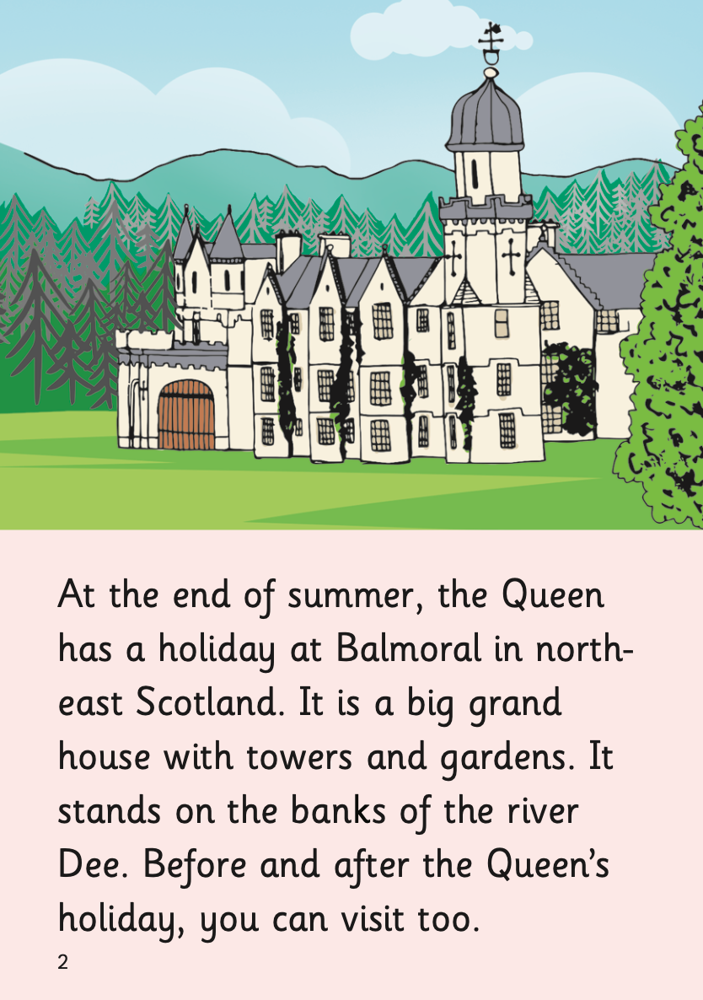 At the end of summer, the Queen
has a holiday at Balmoral in north-
east Scotland. It is a big grand
house with towers and gardens. It
stands on the banks of the river
Dee. Before and after the Queen’s
holiday, you can visit too.
2